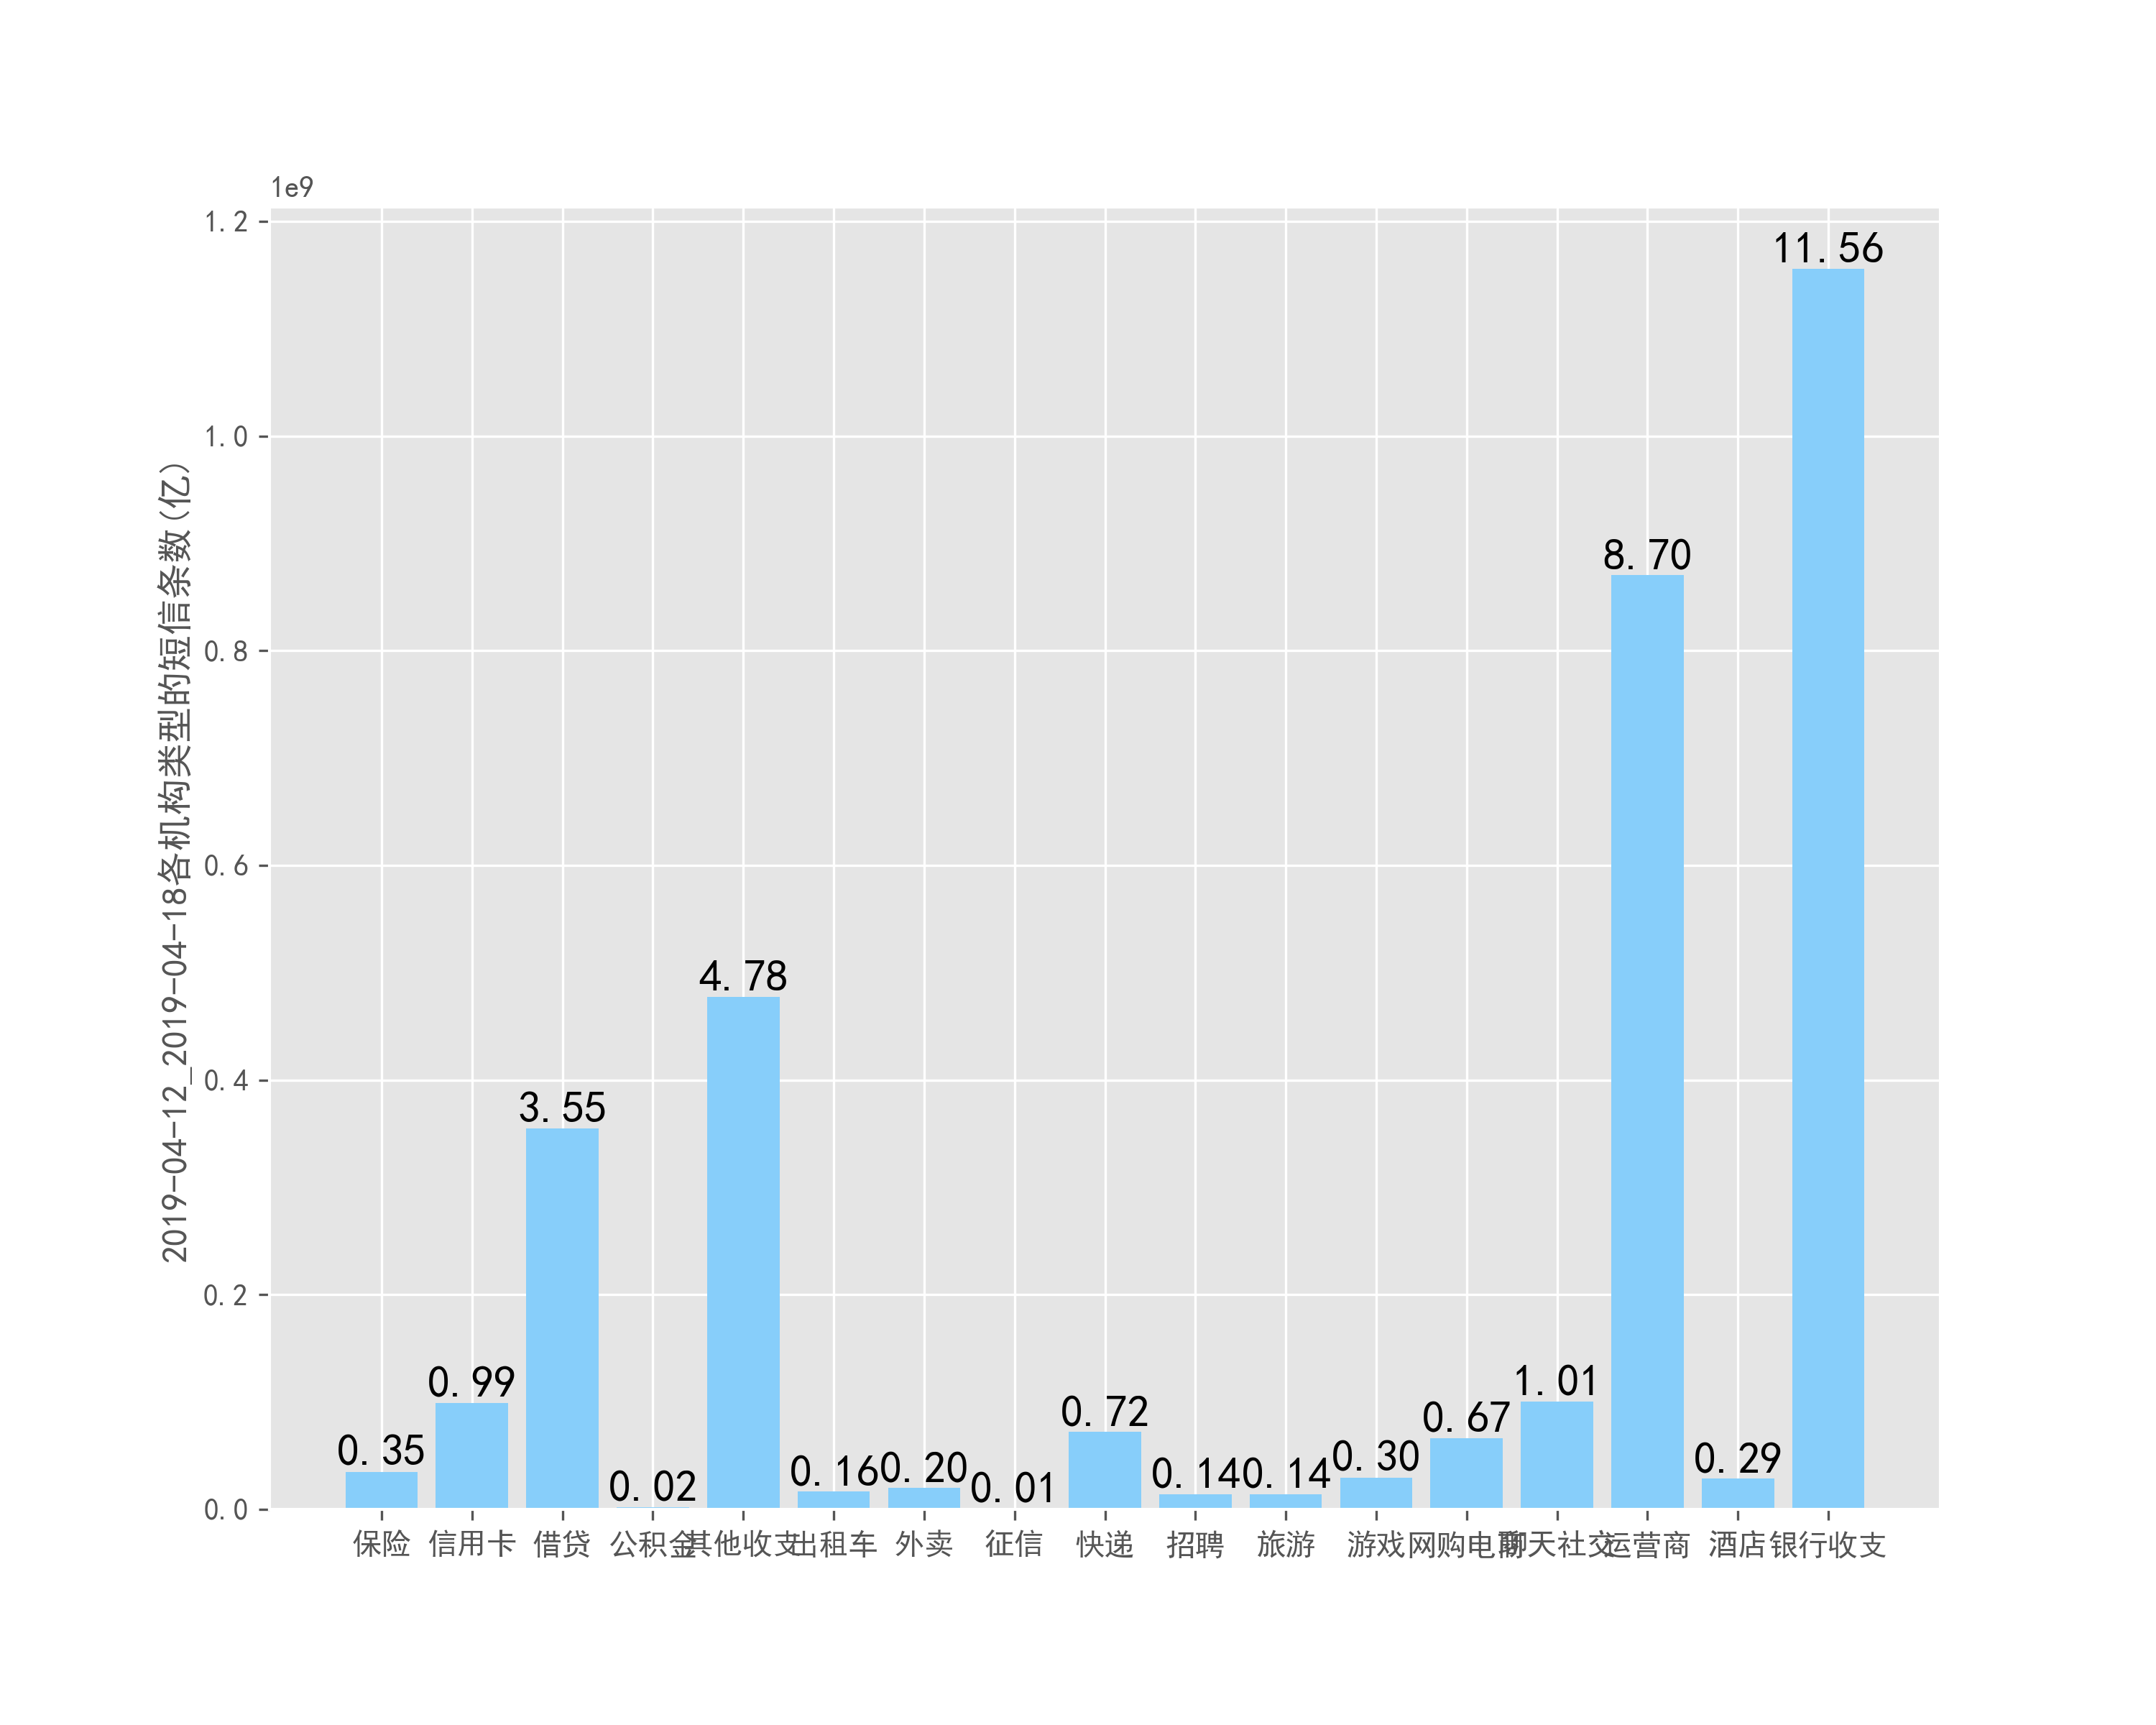 1e9
1.2
1.0
0.8
0.6
0.4
0.2
0.0
2019-04-12_2019-04-18各机构类型的短信条数(亿)
0.35
0.99
3.55
0.02
4.78
0.16
0.20
0.01
0.72
0.14
0.14
0.30
0.67
1.01
8.70
0.29
11.56
保险
信用卡
借贷
公积金
其他收支
出租车
外卖
征信
快递
招聘
旅游
游戏
网购电商
聊天社交
运营商
酒店
银行收支